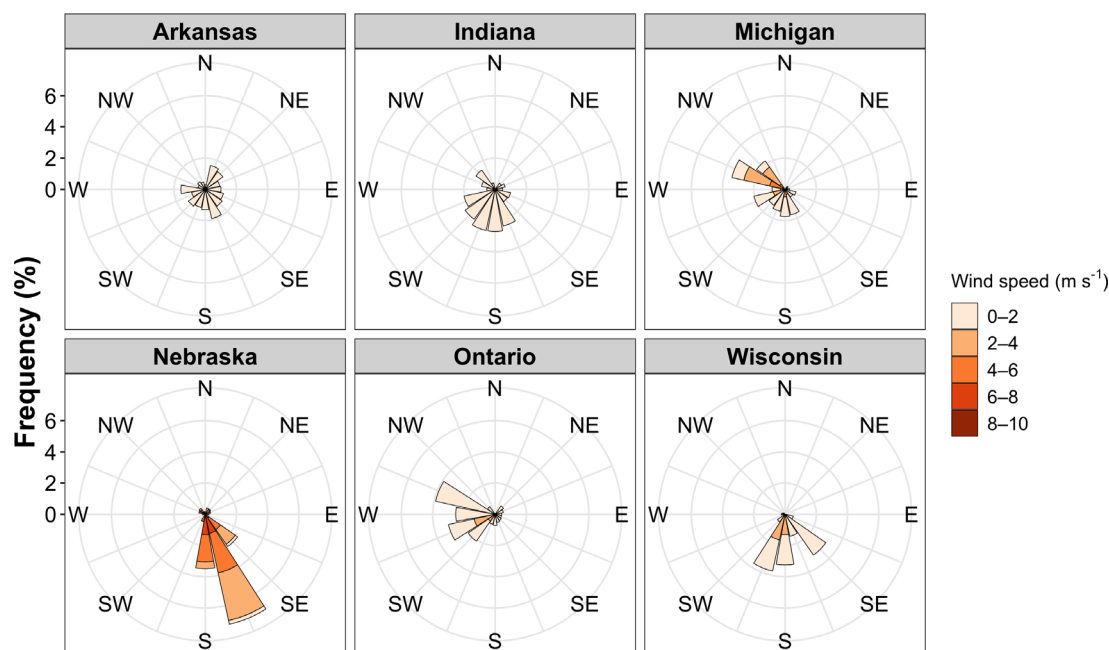 Arkansas
Indiana
Michigan
N
N
N
NW
NE
NW
NE
NW
NE
6
4
2
0
W
E
W
E
W
E
SW
SE
SW
SE
SW
SE
S
S
S
Frequency (%)
Wind speed (m s-1)
0–2
2–4
4–6
6–8
8–10
Nebraska
Ontario
Wisconsin
N
N
N
NW
NE
NW
NE
NW
NE
6
4
2
0
W
E
W
E
W
E
SW
SE
SW
SE
SW
SE
S
S
S